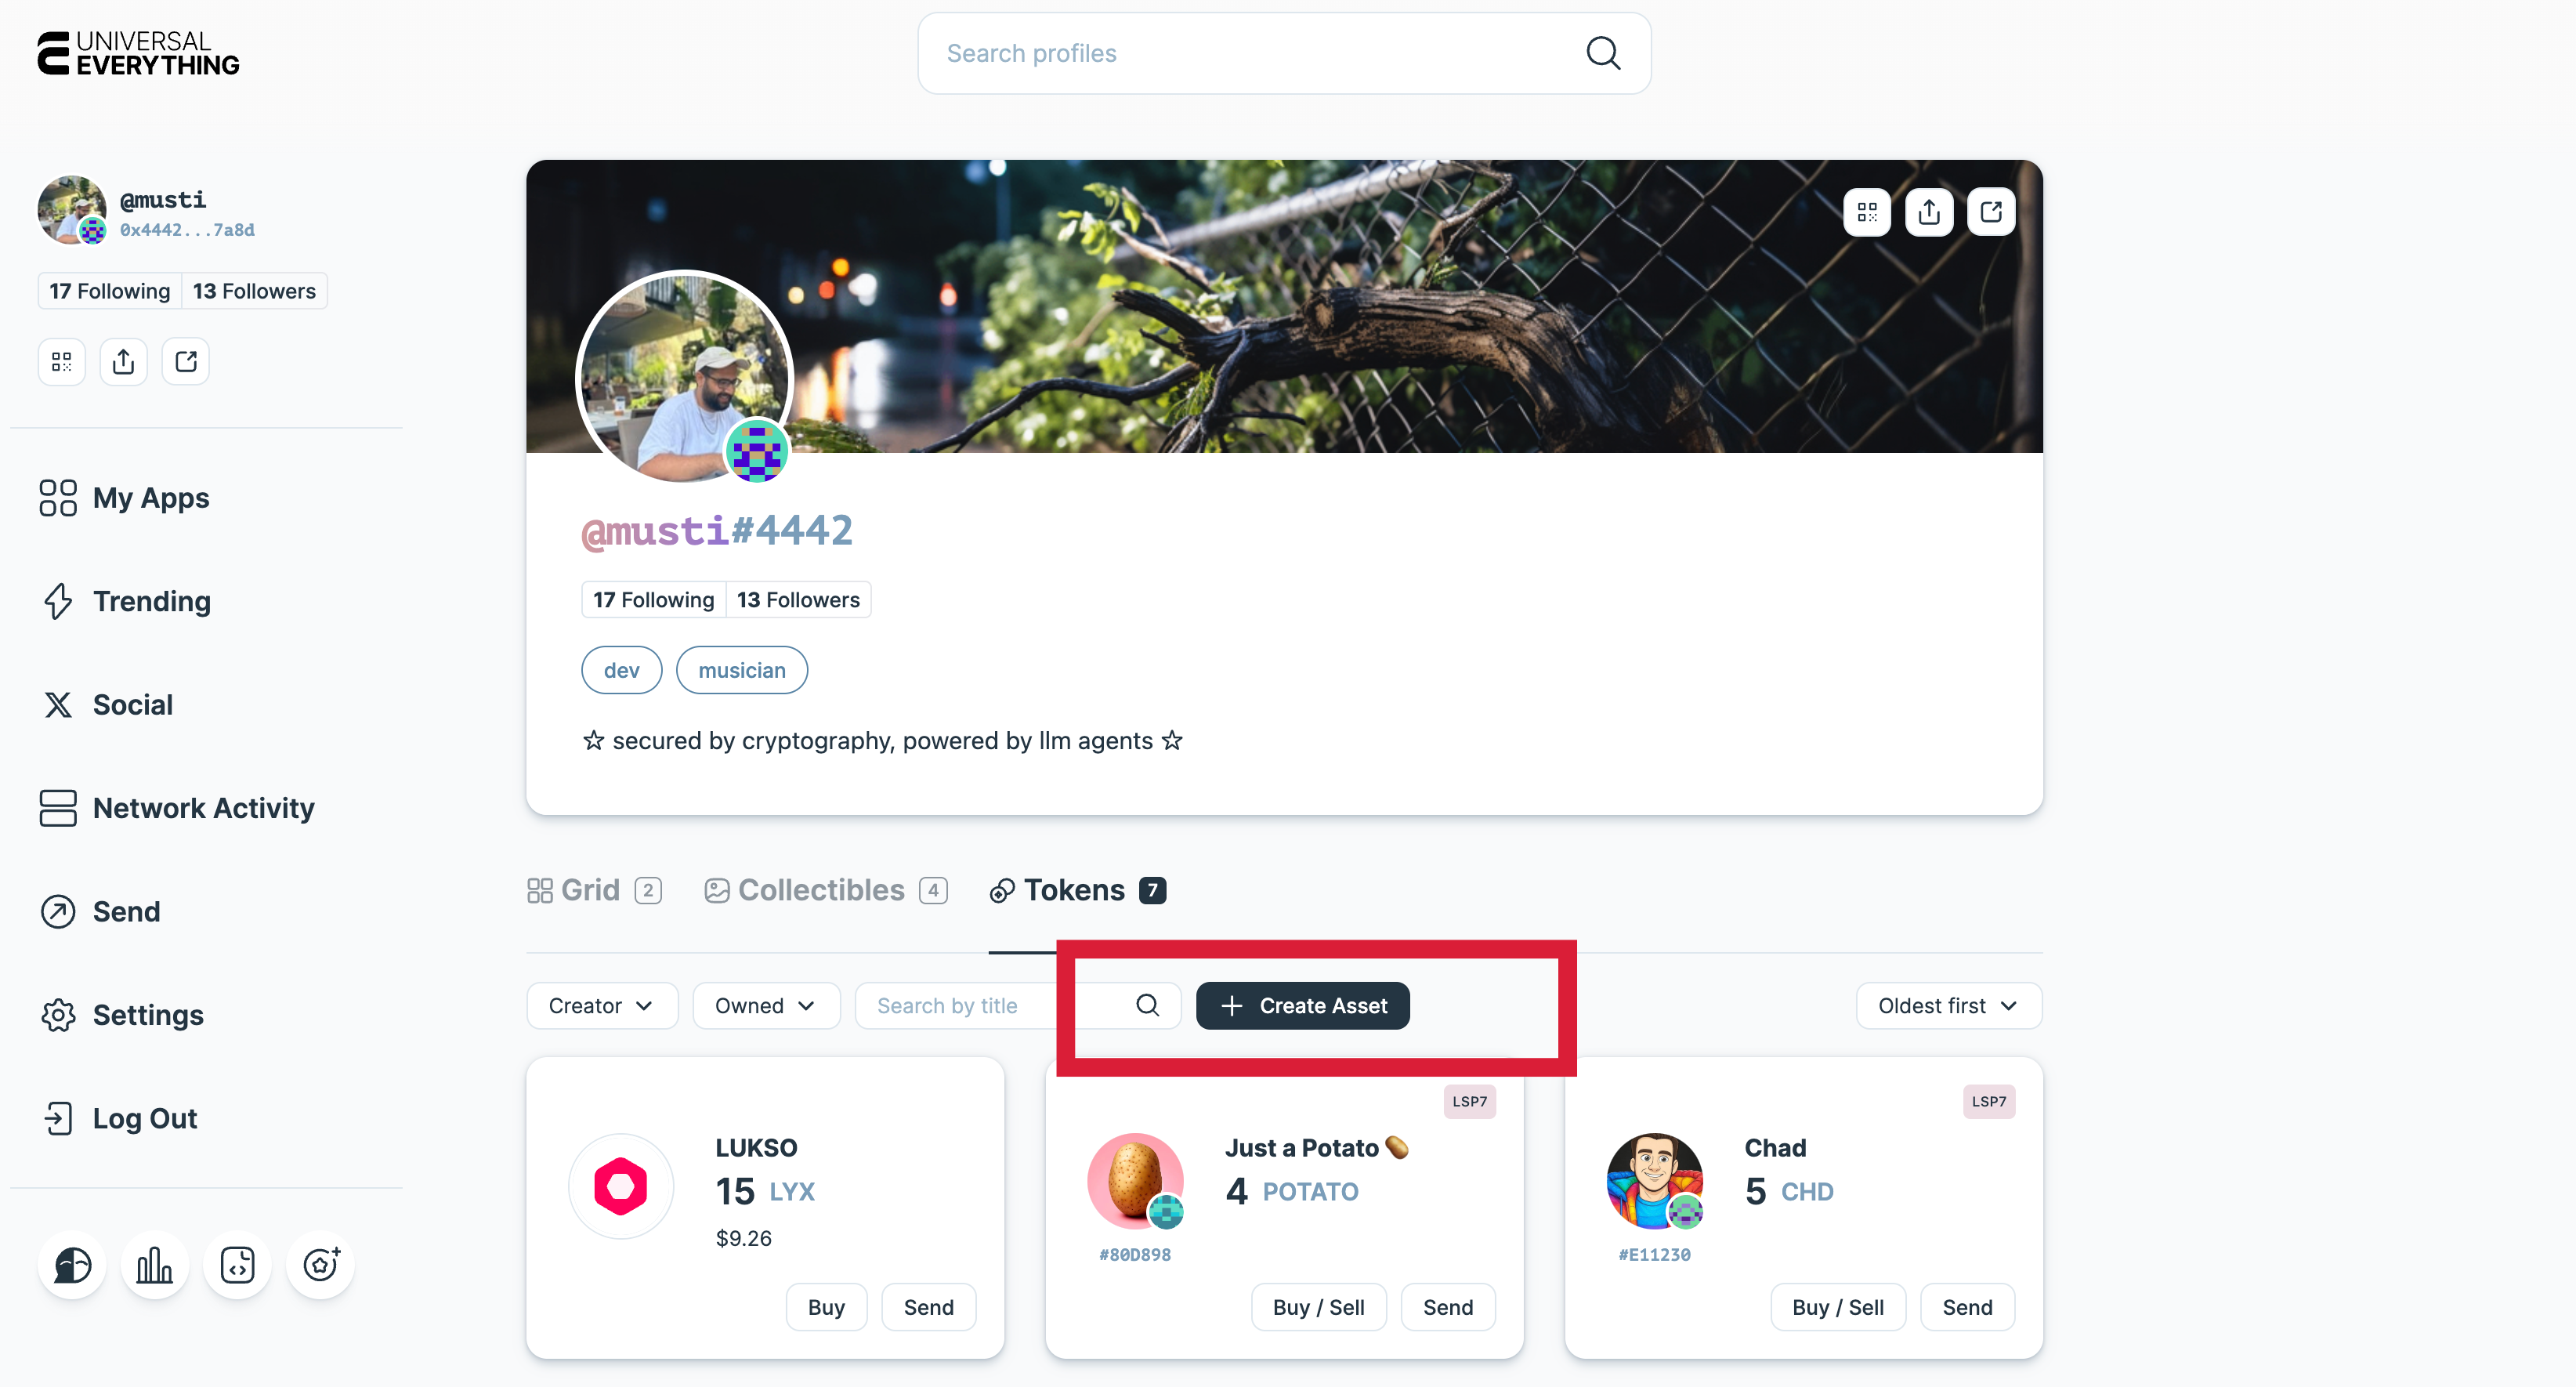 UNIVERSAL
EVERYTHING
Search profiles
@musti
0x4442...7a8d
17 Following 13 Followers
My Apps
Trending
Social
Network Activity
Send
Settings
Log Out
@musti#4442
17 Following 13 Followers
dev musician
☆ secured by cryptography, powered by llm agents ☆
Grid 2 Collectibles 4 Tokens 7
Creator Owned Search by title + Create Asset Oldest first
LUKSO
15 LYX
$9.26
Buy Send
LSP7
Just a Potato 🥔
4 POTATO
#80D898
Buy / Sell Send
LSP7
Chad
5 CHD
#E11230
Buy / Sell Send